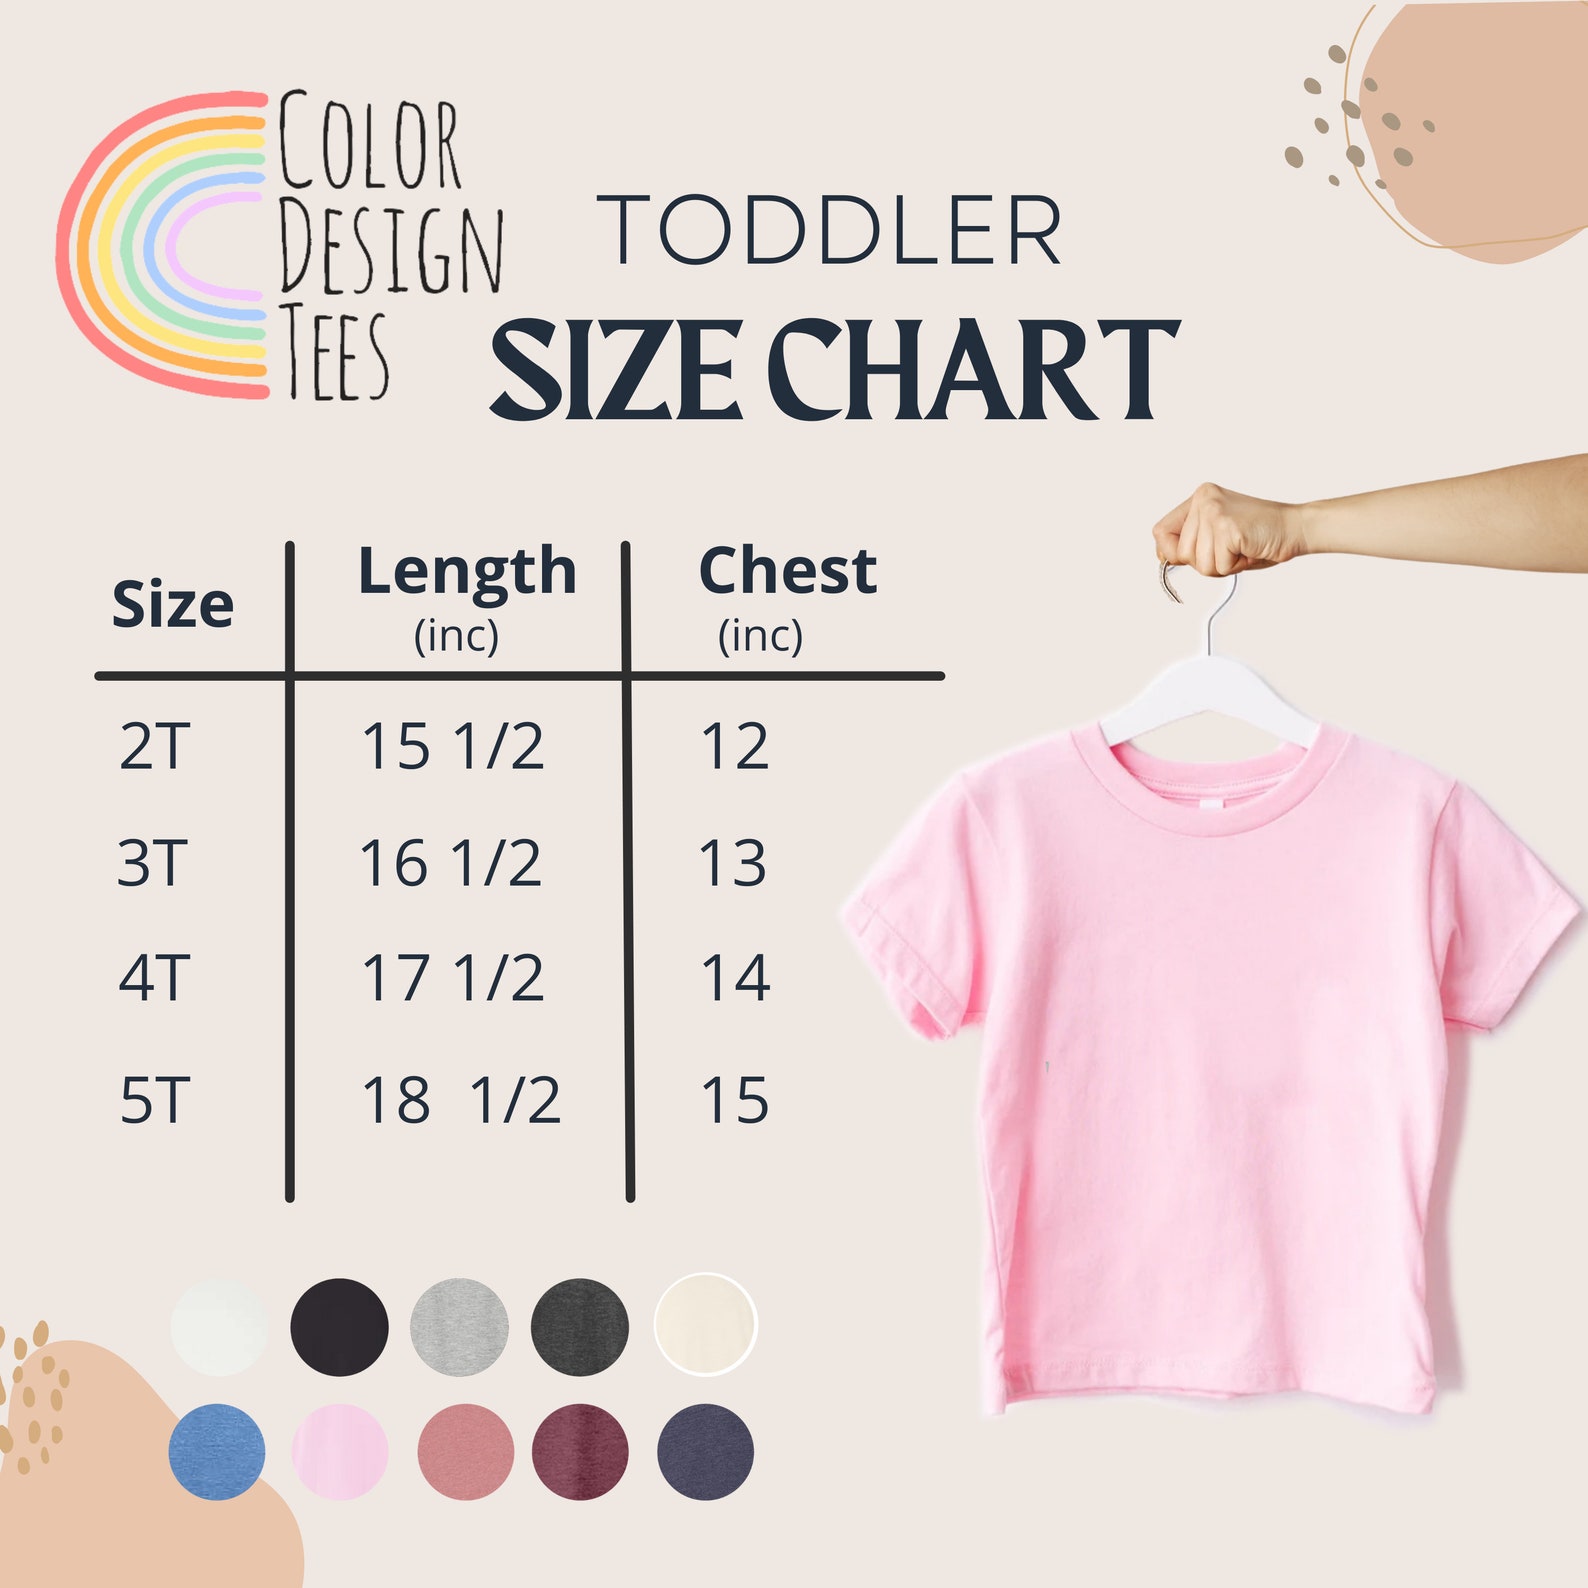 COLOR
DESIGN
TEES
TODDLER
SIZE CHART
Size Length Chest
(inc) (inc)
2T 15 1/2 12
3T 16 1/2 13
4T 17 1/2 14
5T 18 1/2 15